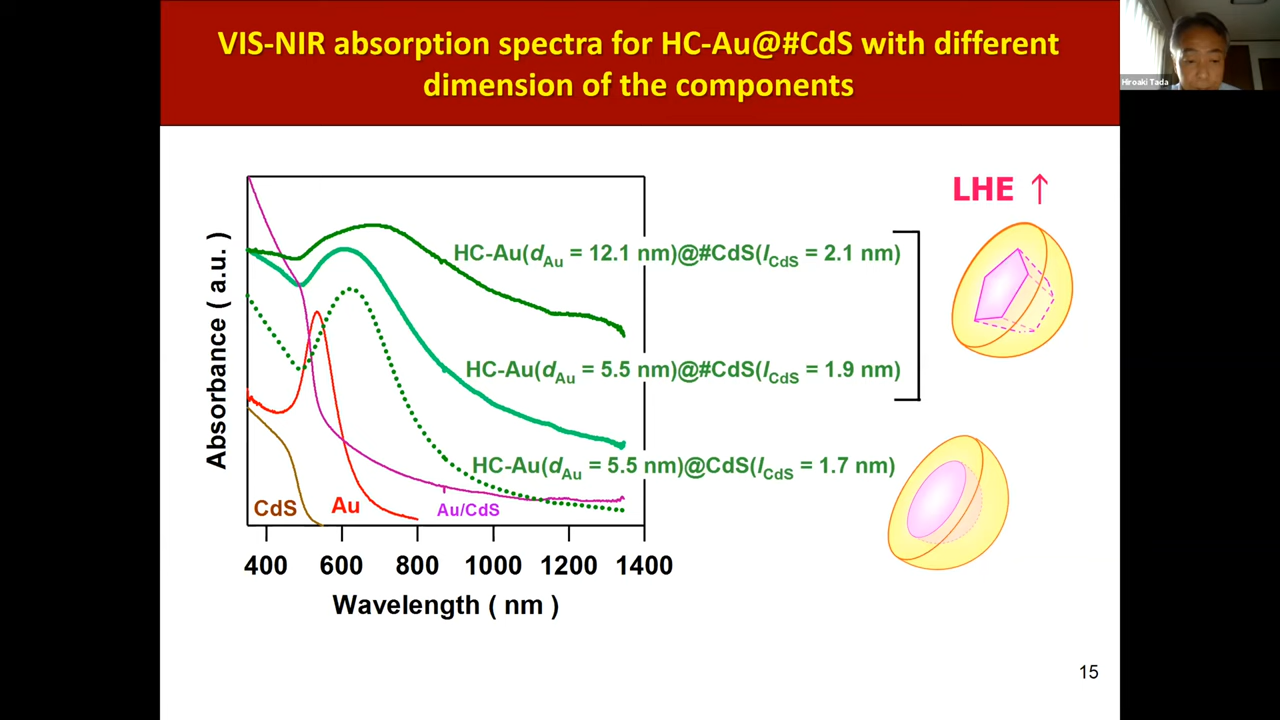 VIS-NIR absorption spectra for HC-Au@#CdS with different
dimension of the components
Hiroaki Tada
LHE ↑
Absorbance ( a.u. )
HC-Au(dAu = 12.1 nm)@#CdS(lCdS = 2.1 nm)
HC-Au(dAu = 5.5 nm)@#CdS(lCdS = 1.9 nm)
HC-Au(dAu = 5.5 nm)@CdS(lCdS = 1.7 nm)
CdS Au Au/CdS
400 600 800 1000 1200 1400
Wavelength ( nm )
15